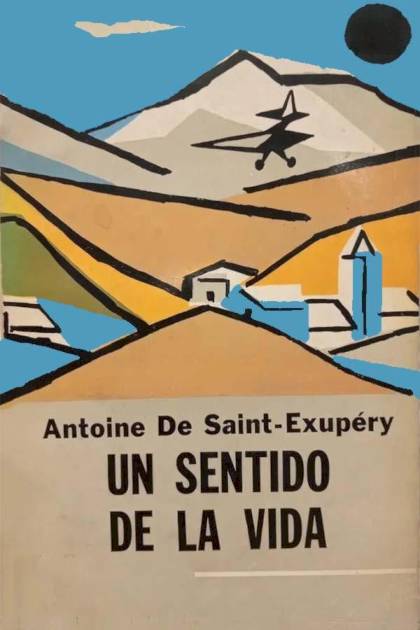 Antoine De Saint-Exupéry
UN SENTIDO
DE LA VIDA